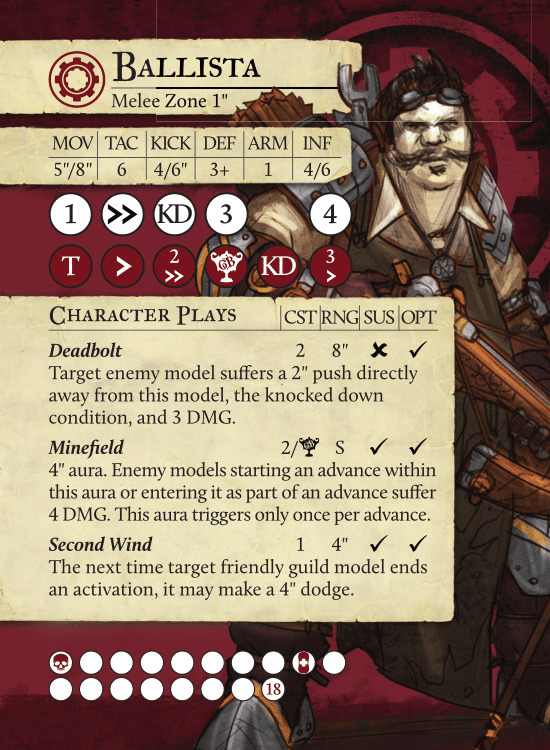 Ballista
Melee Zone 1"
MOV TAC KICK DEF ARM INF
5"/8" 6 4/6" 3+ 1 4/6
1 >> KD 3 4
T > 2 >> GB KD 3 >
Character Plays CST RNG SUS OPT
Deadbolt 2 8" ✘ ✓
Target enemy model suffers a 2" push directly
away from this model, the knocked down
condition, and 3 DMG.
Minefield 2/ S ✓ ✓
4" aura. Enemy models starting an advance within
this aura or entering it as part of an advance suffer
4 DMG. This aura triggers only once per advance.
Second Wind 1 4" ✓ ✓
The next time target friendly guild model ends
an activation, it may make a 4" dodge.
18